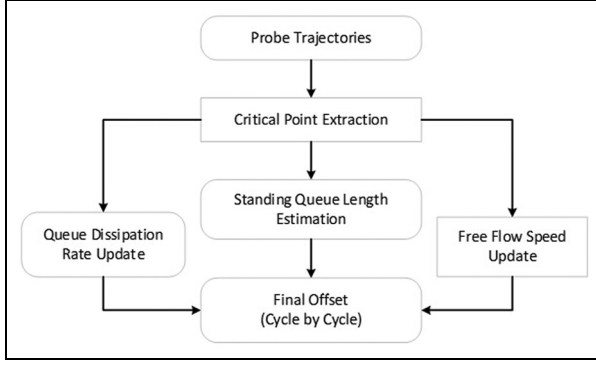 Probe Trajectories
Critical Point Extraction
Standing Queue Length
Estimation
Queue Dissipation
Rate Update
Free Flow Speed
Update
Final Offset
(Cycle by Cycle)